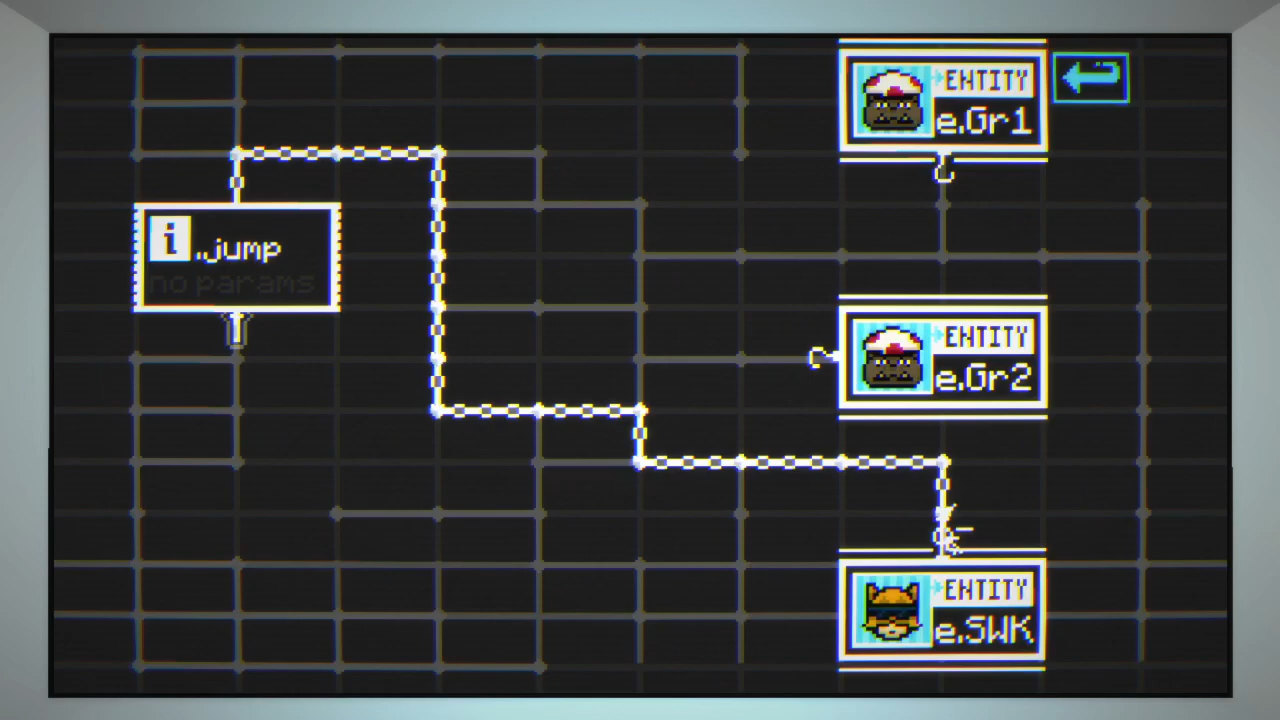 ENTITY
e.Gr1
i ..jump
no params
ENTITY
e.Gr2
ENTITY
e.SWK